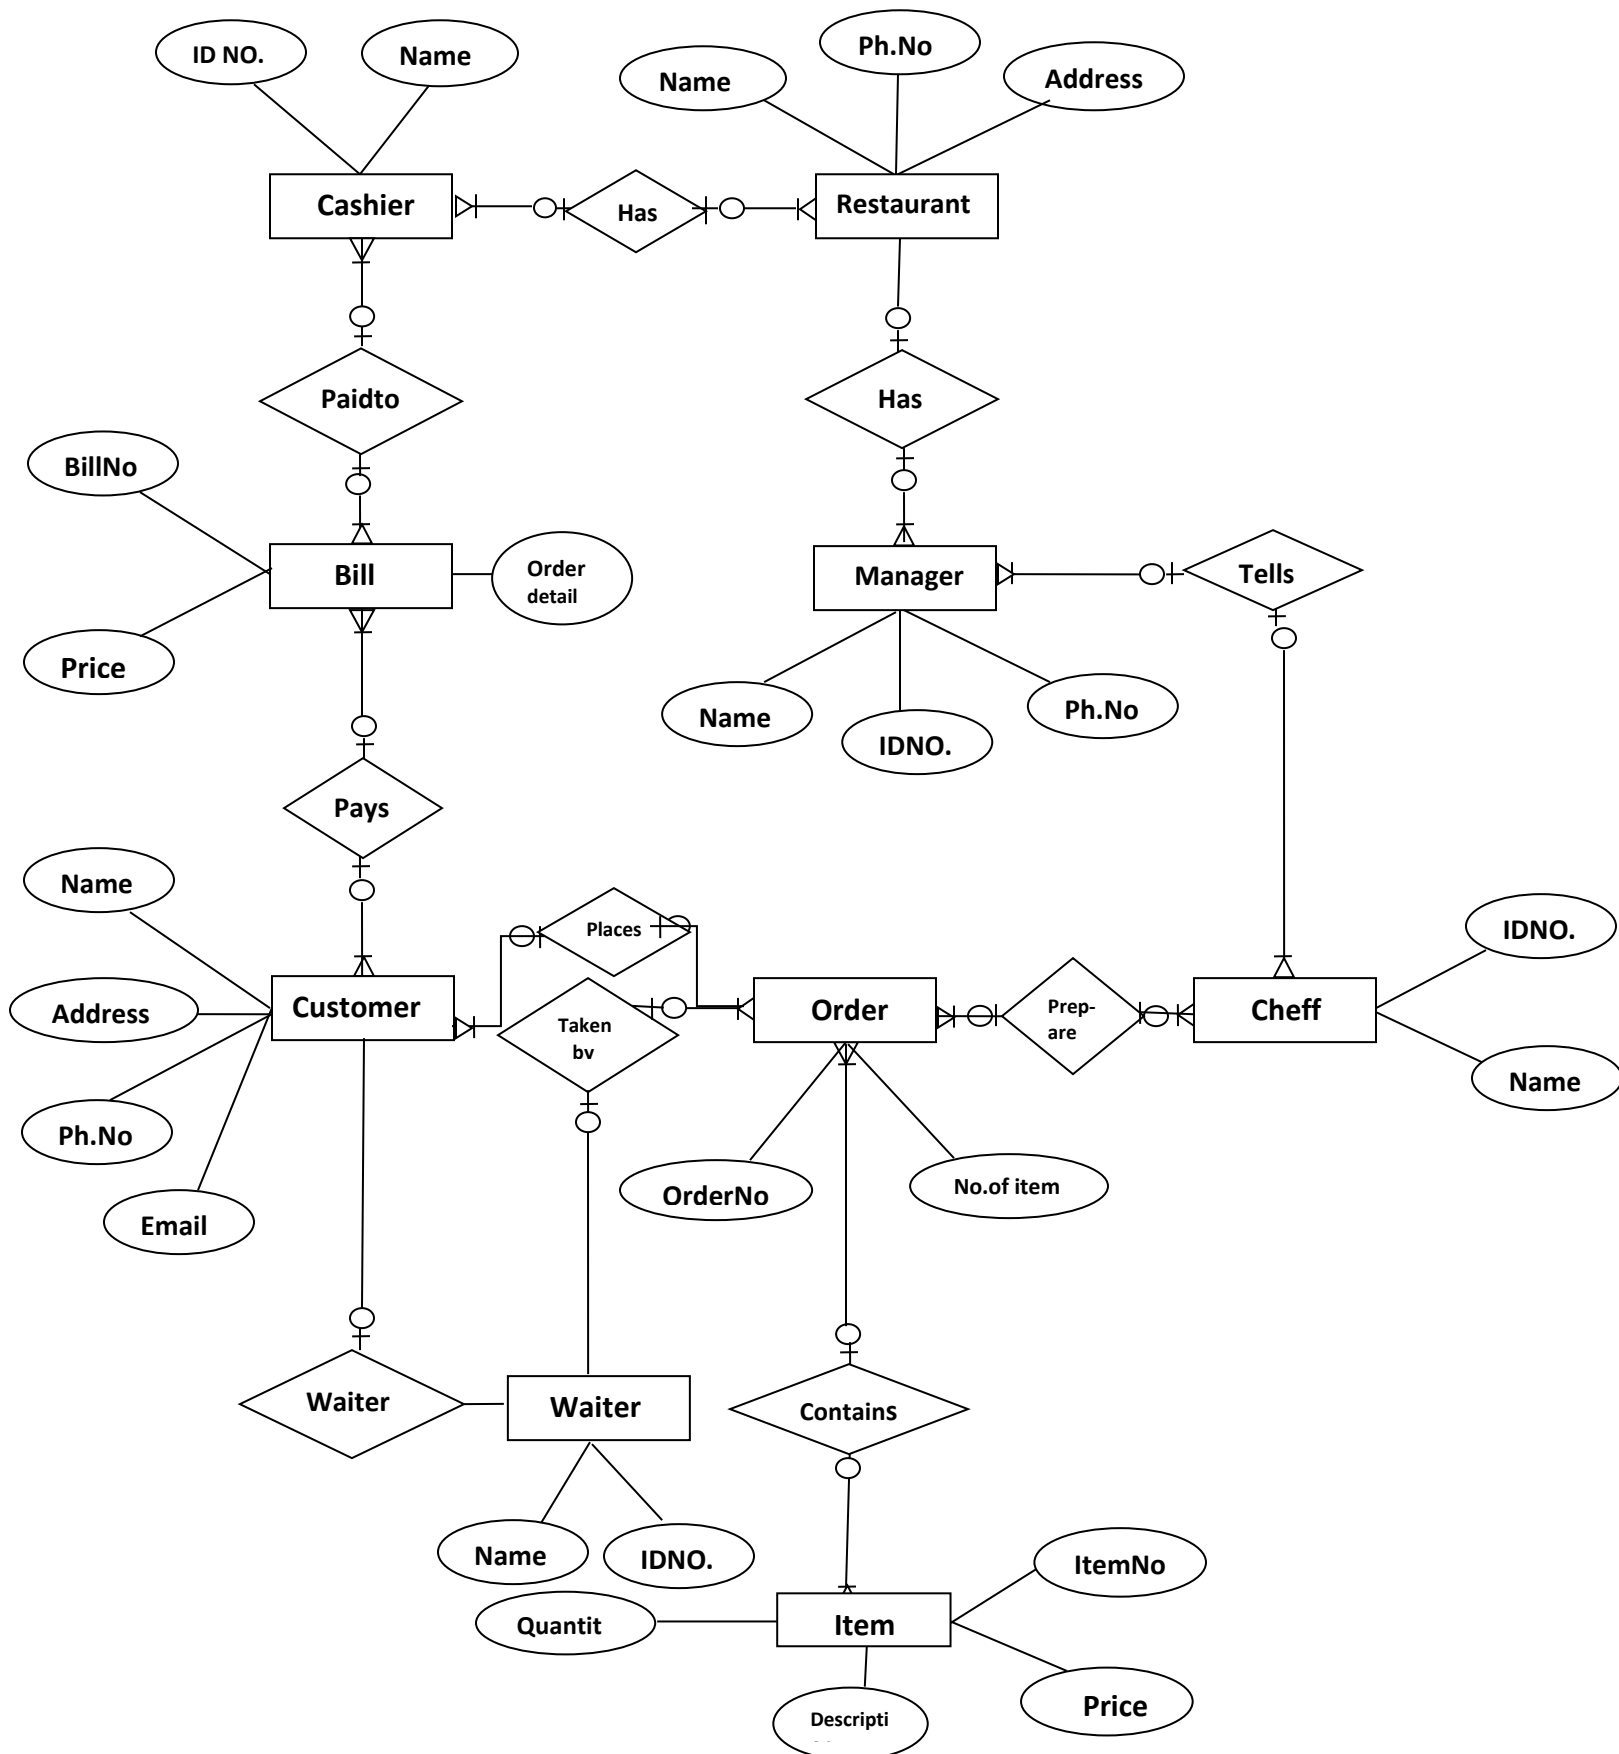 ID NO.
Name
Name
Ph.No
Address
Cashier
Has
Restaurant
Paidto
Has
BillNo
Bill
Order
detail
Manager
Tells
Price
Name
IDNO.
Ph.No
Pays
Name
Places
IDNO.
Address
Customer
Taken
bv
Order
Prep-
are
Cheff
Name
Ph.No
OrderNo
No.of item
Email
Waiter
Waiter
Contains
Name
IDNO.
ItemNo
Quantit
Item
Price
Descripti